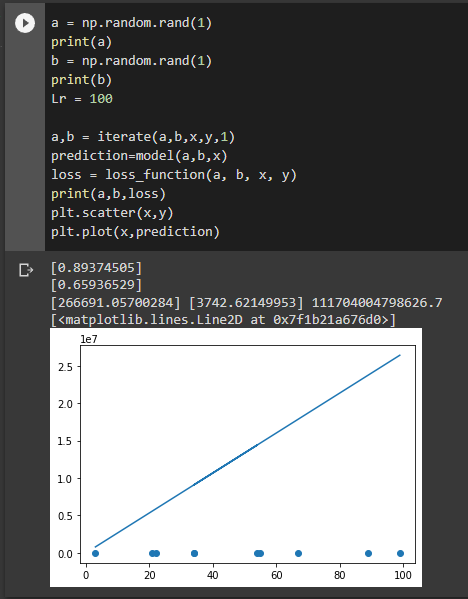 a = np.random.rand(1)
print(a)
b = np.random.rand(1)
print(b)
Lr = 100
a,b = iterate(a,b,x,y,1)
prediction=model(a,b,x)
loss = loss_function(a, b, x, y)
print(a,b,loss)
plt.scatter(x,y)
plt.plot(x,prediction)
[0.89374505]
[0.65936529]
[266691.05700284] [3742.62149953] 111704004798626.7
[<matplotlib.lines.Line2D at 0x7f1b21a676d0>]
1e7
2.5
2.0
1.5
1.0
0.5
0.0
0 20 40 60 80 100